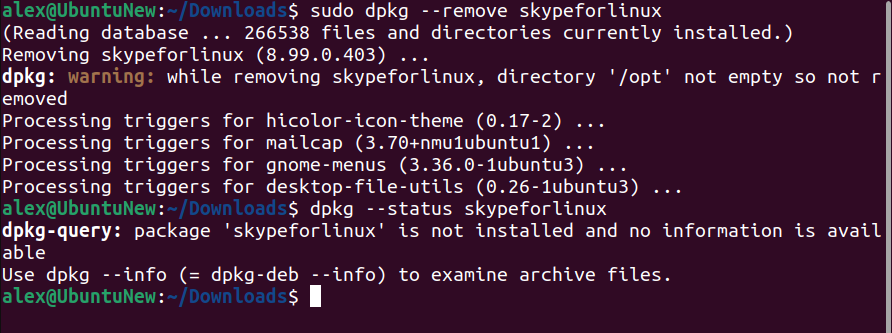 alex@UbuntuNew:~/Downloads$ sudo dpkg --remove skypeforlinux
(Reading database ... 266538 files and directories currently installed.)
Removing skypeforlinux (8.99.0.403) ...
dpkg: warning: while removing skypeforlinux, directory '/opt' not empty so not r
emoved
Processing triggers for hicolor-icon-theme (0.17-2) ...
Processing triggers for mailcap (3.70+nmu1ubuntu1) ...
Processing triggers for gnome-menus (3.36.0-1ubuntu3) ...
Processing triggers for desktop-file-utils (0.26-1ubuntu3) ...
alex@UbuntuNew:~/Downloads$ dpkg --status skypeforlinux
dpkg-query: package 'skypeforlinux' is not installed and no information is avail
able
Use dpkg --info (= dpkg-deb --info) to examine archive files.
alex@UbuntuNew:~/Downloads$